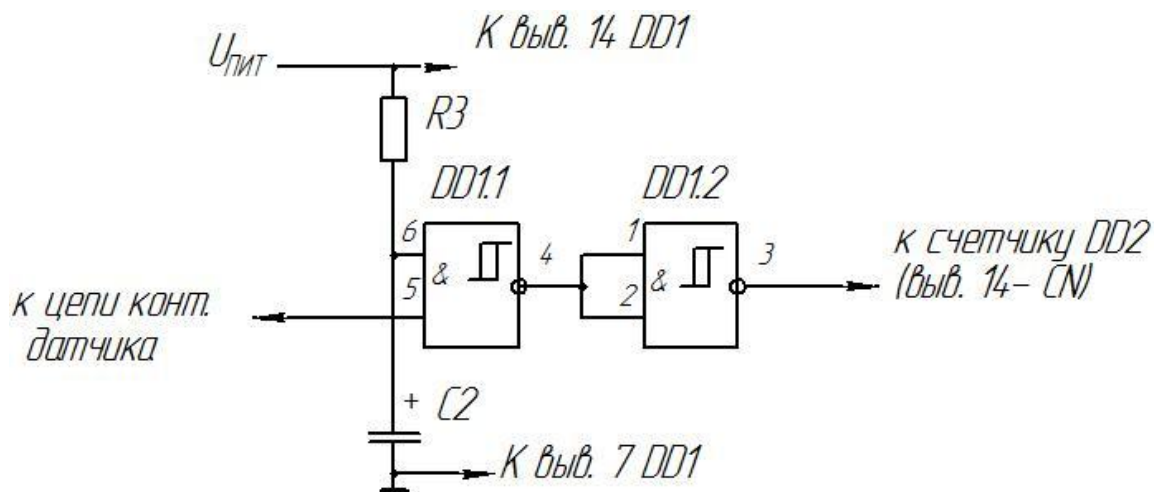 К выв. 14 DD1
UПИТ
R3
DD1.1
DD1.2
6
&
5
4
1
&
2
3
к счетчику DD2
(выв. 14- CN)
к цепи конт.
датчика
+ C2
К выв. 7 DD1